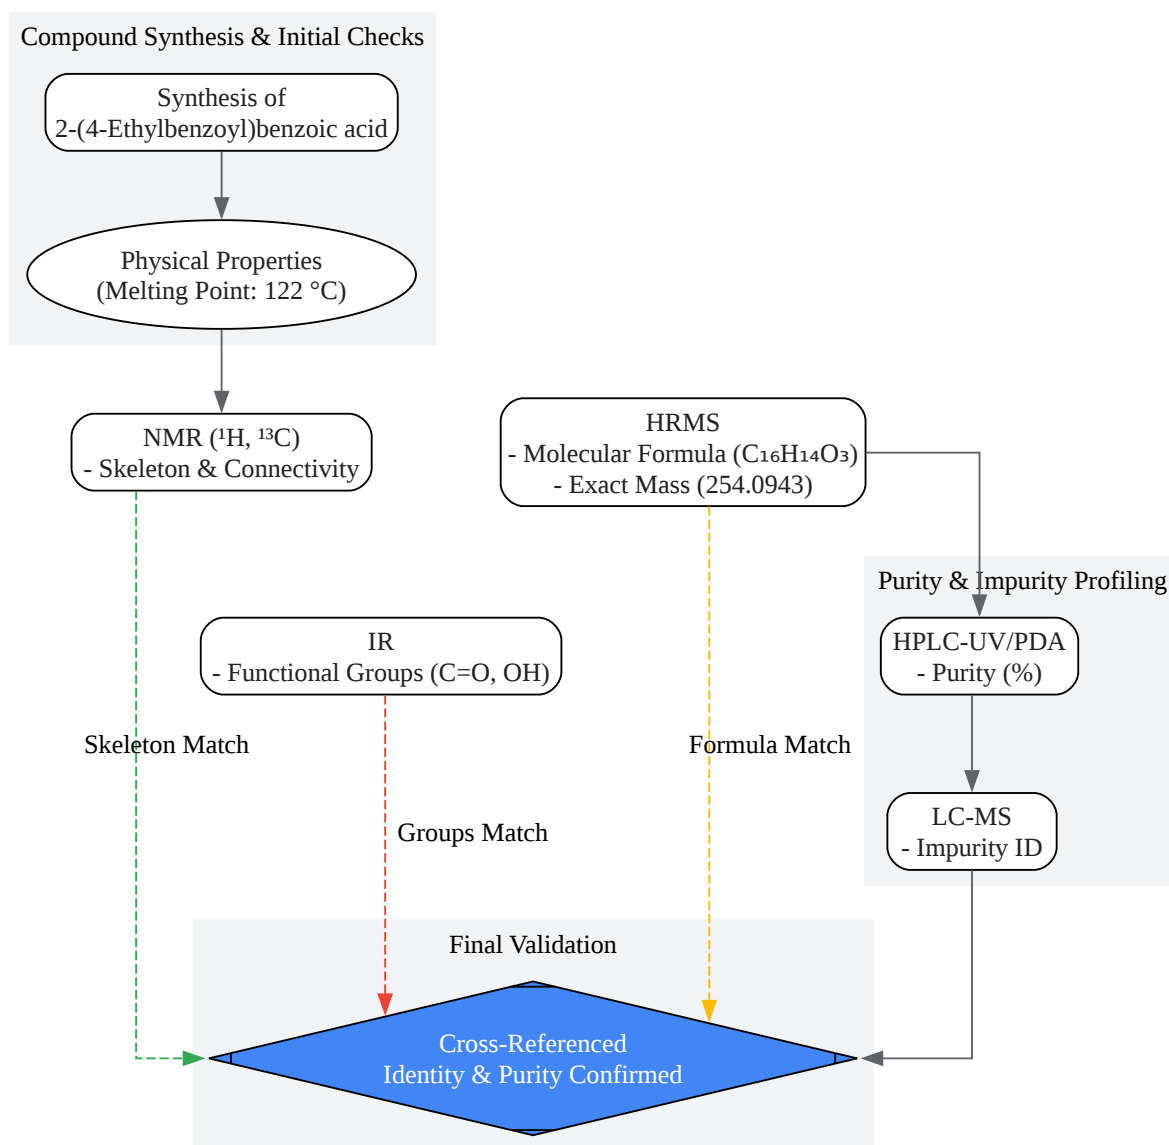 Compound Synthesis & Initial Checks
Synthesis of
2-(4-Ethylbenzoyl)benzoic acid
Physical Properties
(Melting Point: 122 °C)
NMR (¹H, ¹³C)
- Skeleton & Connectivity
HRMS
- Molecular Formula (C₁₆H₁₄O₃)
- Exact Mass (254.0943)
Purity & Impurity Profiling
HPLC-UV/PDA
- Purity (%)
IR
- Functional Groups (C=O, OH)
Skeleton Match
Formula Match
LC-MS
- Impurity ID
Groups Match
Final Validation
Cross-Referenced
Identity & Purity Confirmed